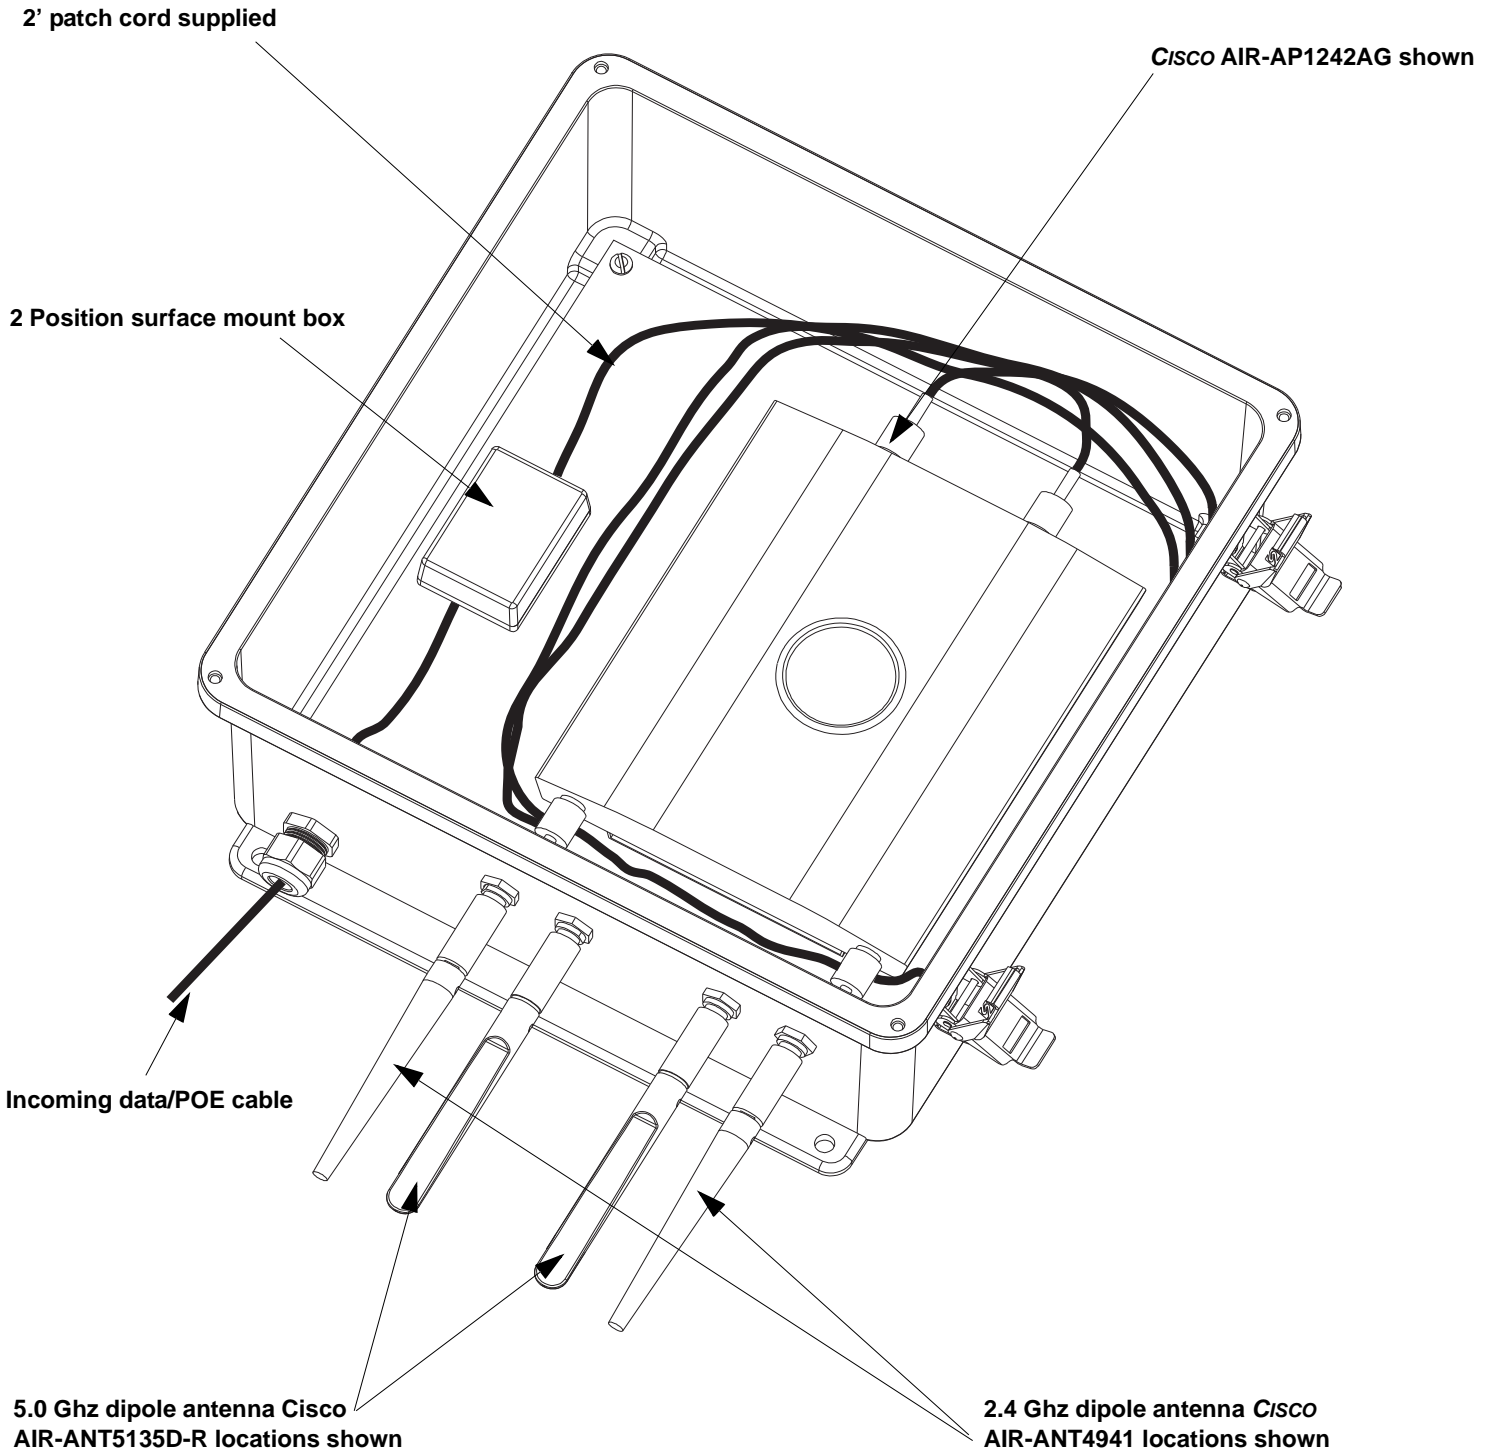 2’ patch cord supplied
CISCO AIR-AP1242AG shown
2 Position surface mount box
Incoming data/POE cable
5.0 Ghz dipole antenna Cisco
AIR-ANT5135D-R locations shown
2.4 Ghz dipole antenna CISCO
AIR-ANT4941 locations shown